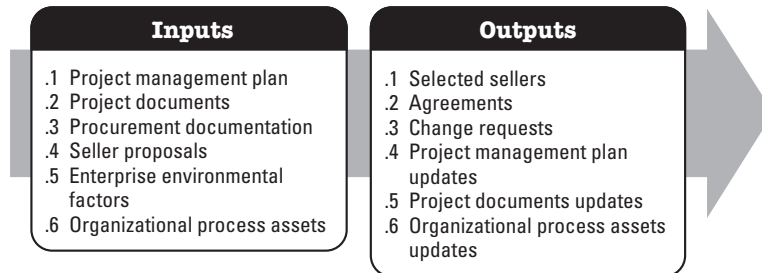 Inputs
.1 Project management plan
.2 Project documents
.3 Procurement documentation
.4 Seller proposals
.5 Enterprise environmental
factors
.6 Organizational process assets
Outputs
.1 Selected sellers
.2 Agreements
.3 Change requests
.4 Project management plan
updates
.5 Project documents updates
.6 Organizational process assets
updates